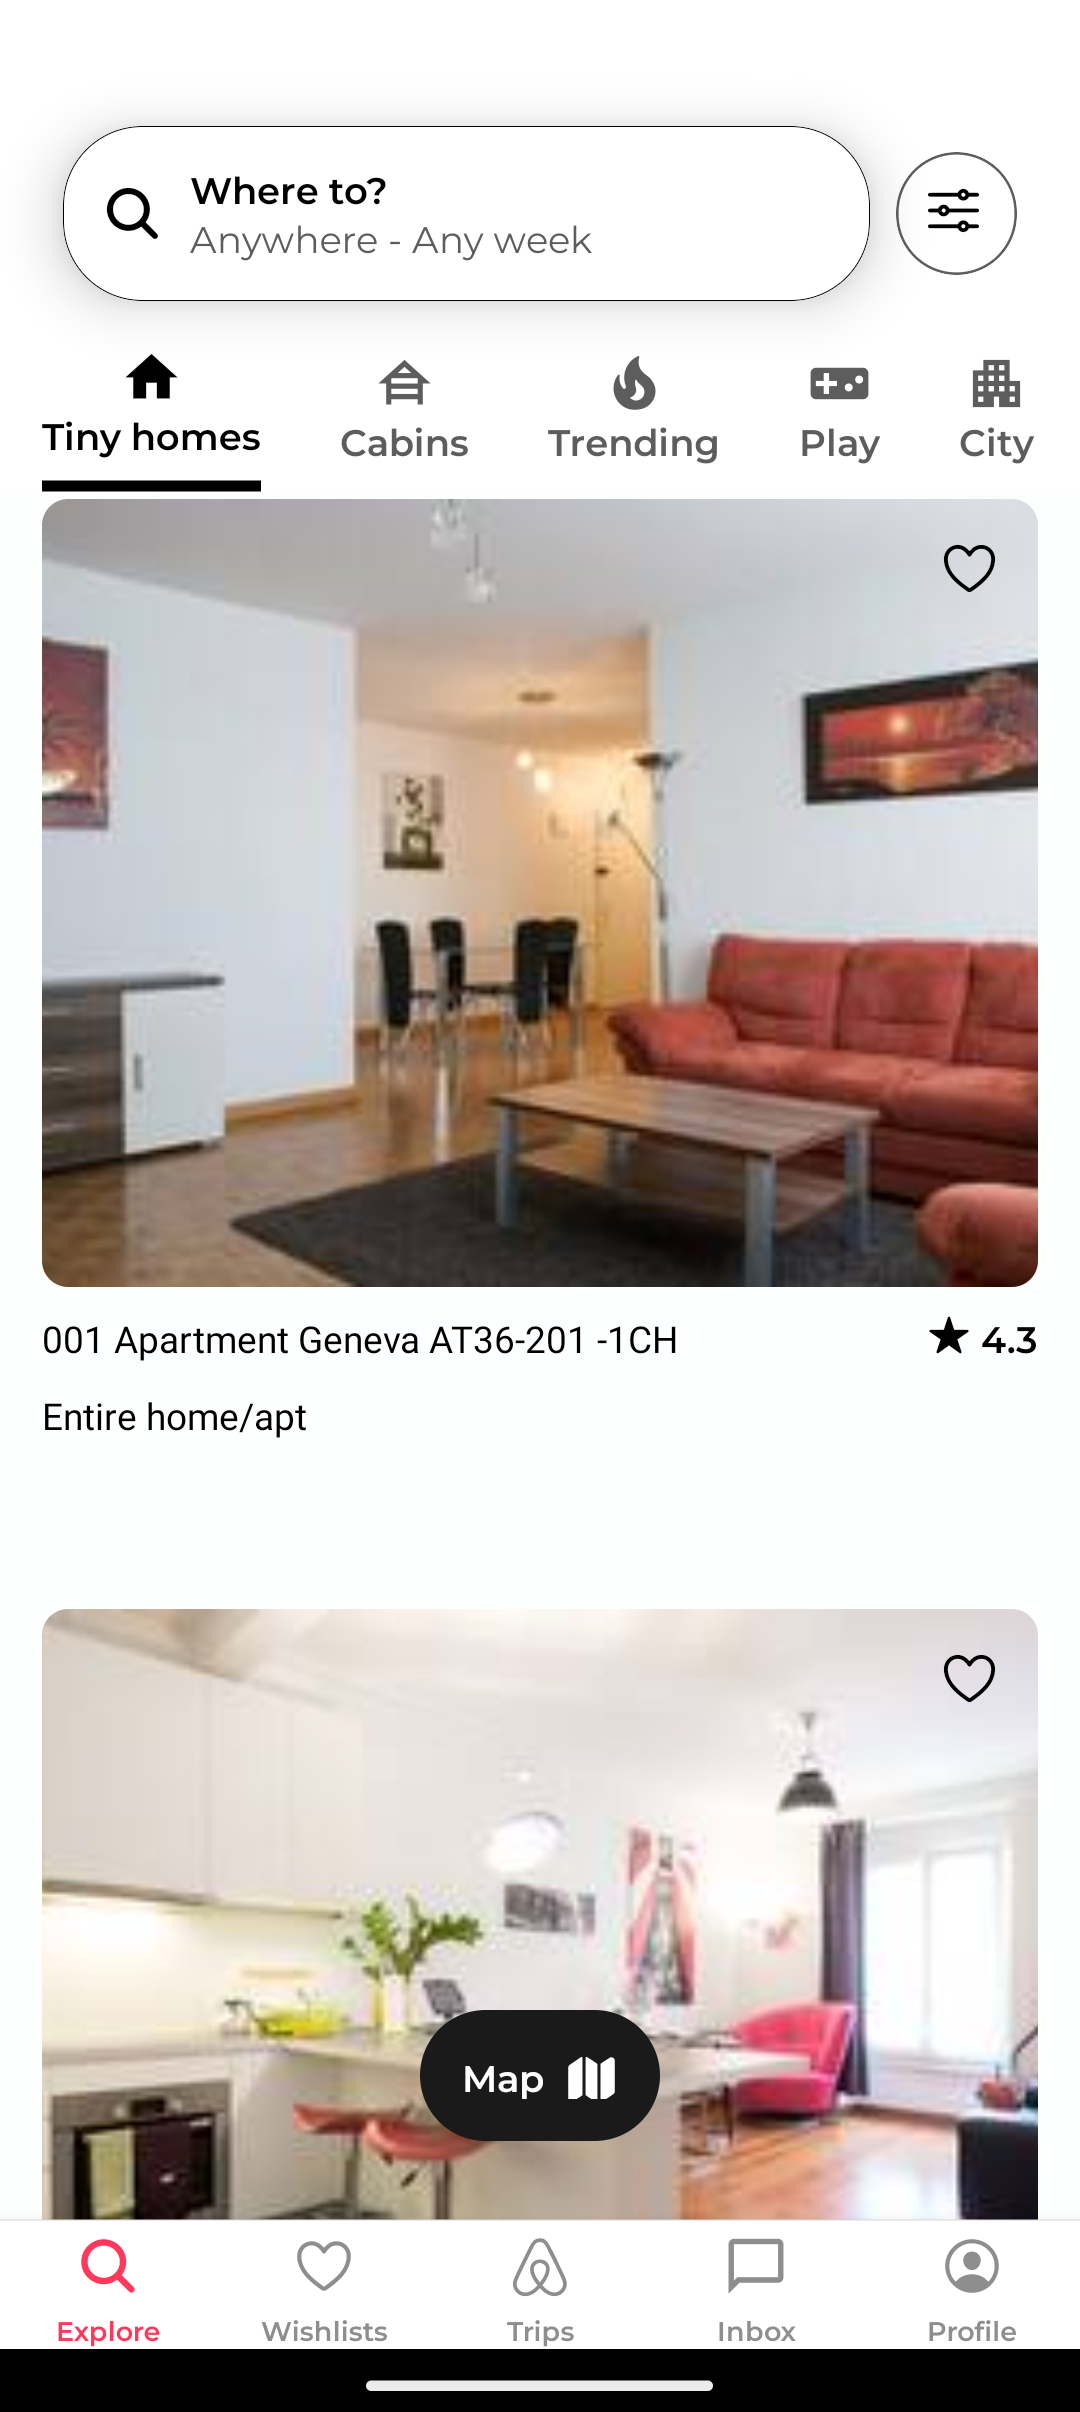 Where to?
Anywhere - Any week
Tiny homes
Cabins
Trending
Play
City
001 Apartment Geneva AT36-201 -1CH
4.3
Entire home/apt
Map
Explore
Wishlists
Trips
Inbox
Profile